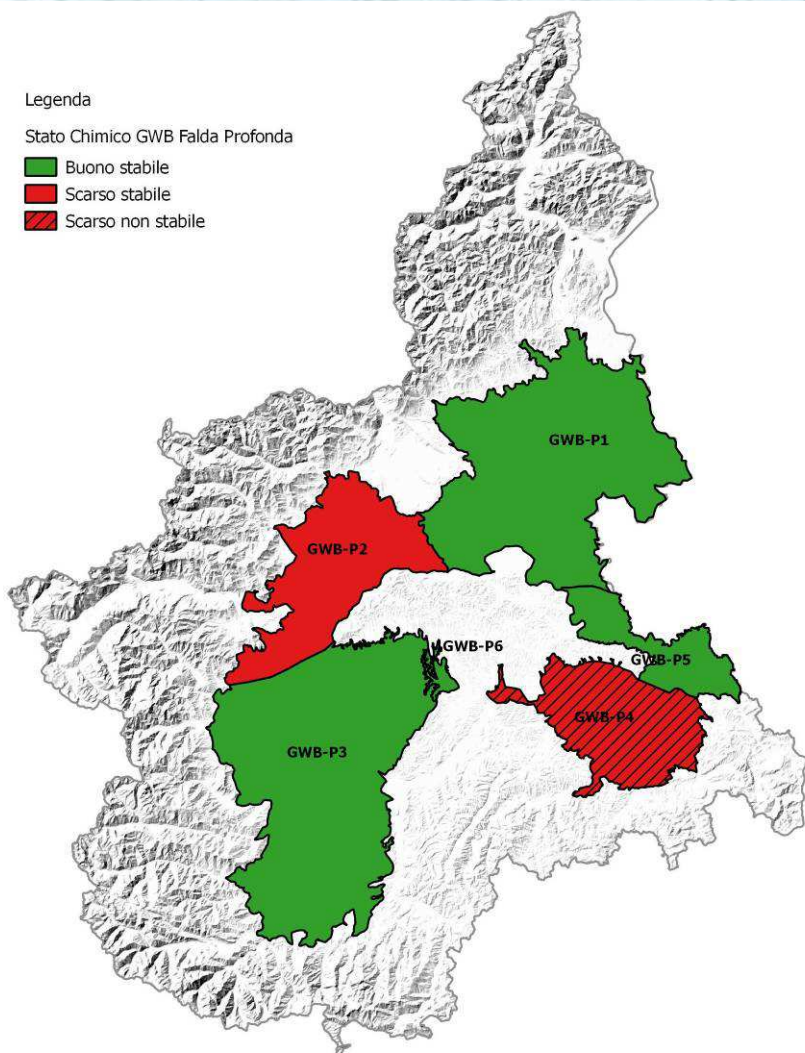 Legenda
Stato Chimico GWB Falda Profonda
Buono stabile
Scarso stabile
Scarso non stabile
GWB-P1
GWB-P2
GWB-P6
GWB-P5
GWB-P4
GWB-P3